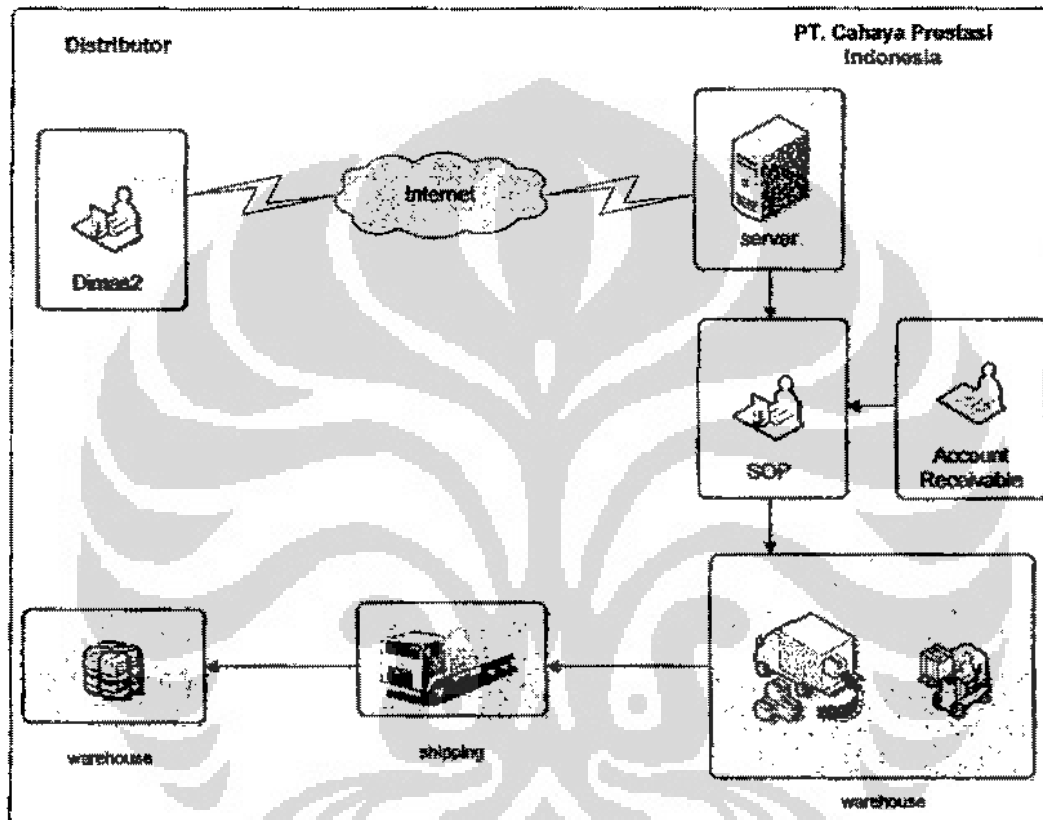 Distributor
PT. Cahaya Prestasi
Indonesia
Internet
server
Dimas2
SOP
Account
Receivable
warehouse
shipping
warehouse